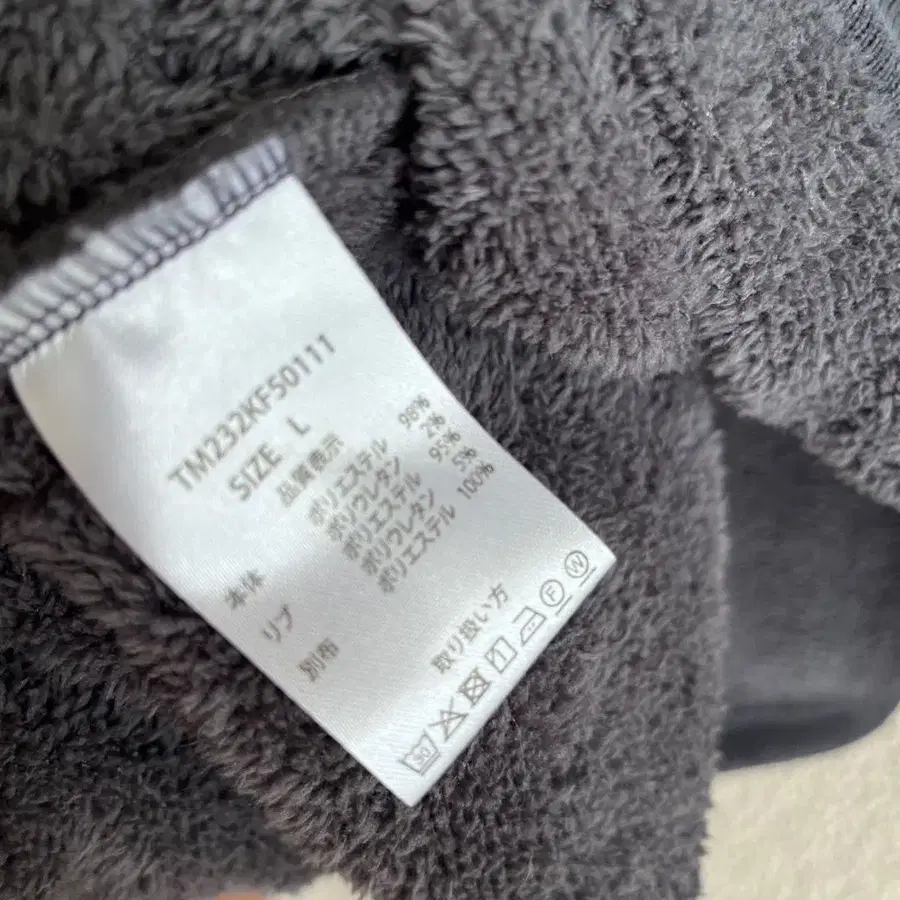 TM232KF50111
SIZE L
品質表示
本体 ポリエステル 98%
ポリウレタン 2%
リブ ポリエステル 95%
ポリウレタン 5%
別布 ポリエステル 100%
取り扱い方
30 F W